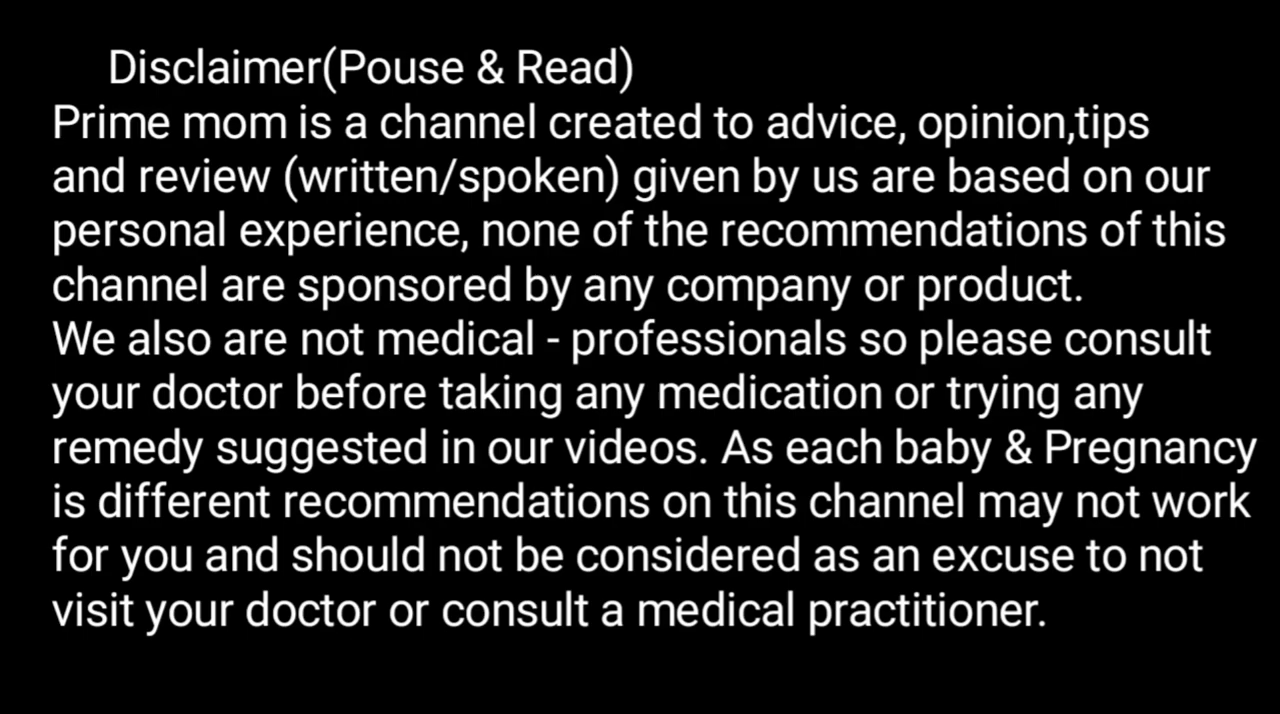 Disclaimer(Pouse & Read)
Prime mom is a channel created to advice, opinion,tips
and review (written/spoken) given by us are based on our
personal experience, none of the recommendations of this
channel are sponsored by any company or product.
We also are not medical - professionals so please consult
your doctor before taking any medication or trying any
remedy suggested in our videos. As each baby & Pregnancy
is different recommendations on this channel may not work
for you and should not be considered as an excuse to not
visit your doctor or consult a medical practitioner.